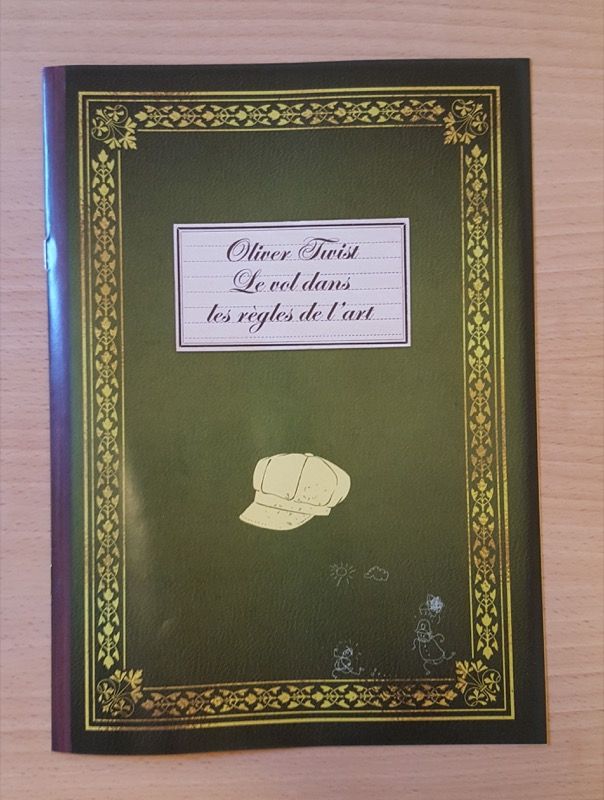 Oliver Twist
Le vol dans
les règles de l'art